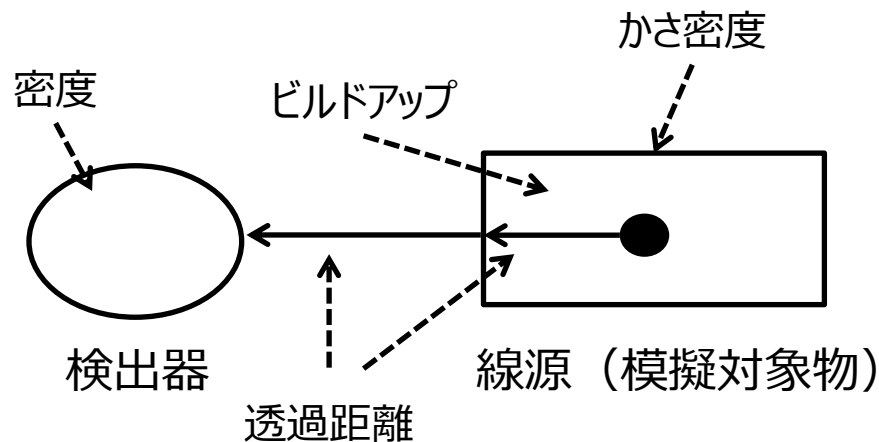 かさ密度
密度
ビルドアップ
検出器
線源（模擬対象物）
透過距離